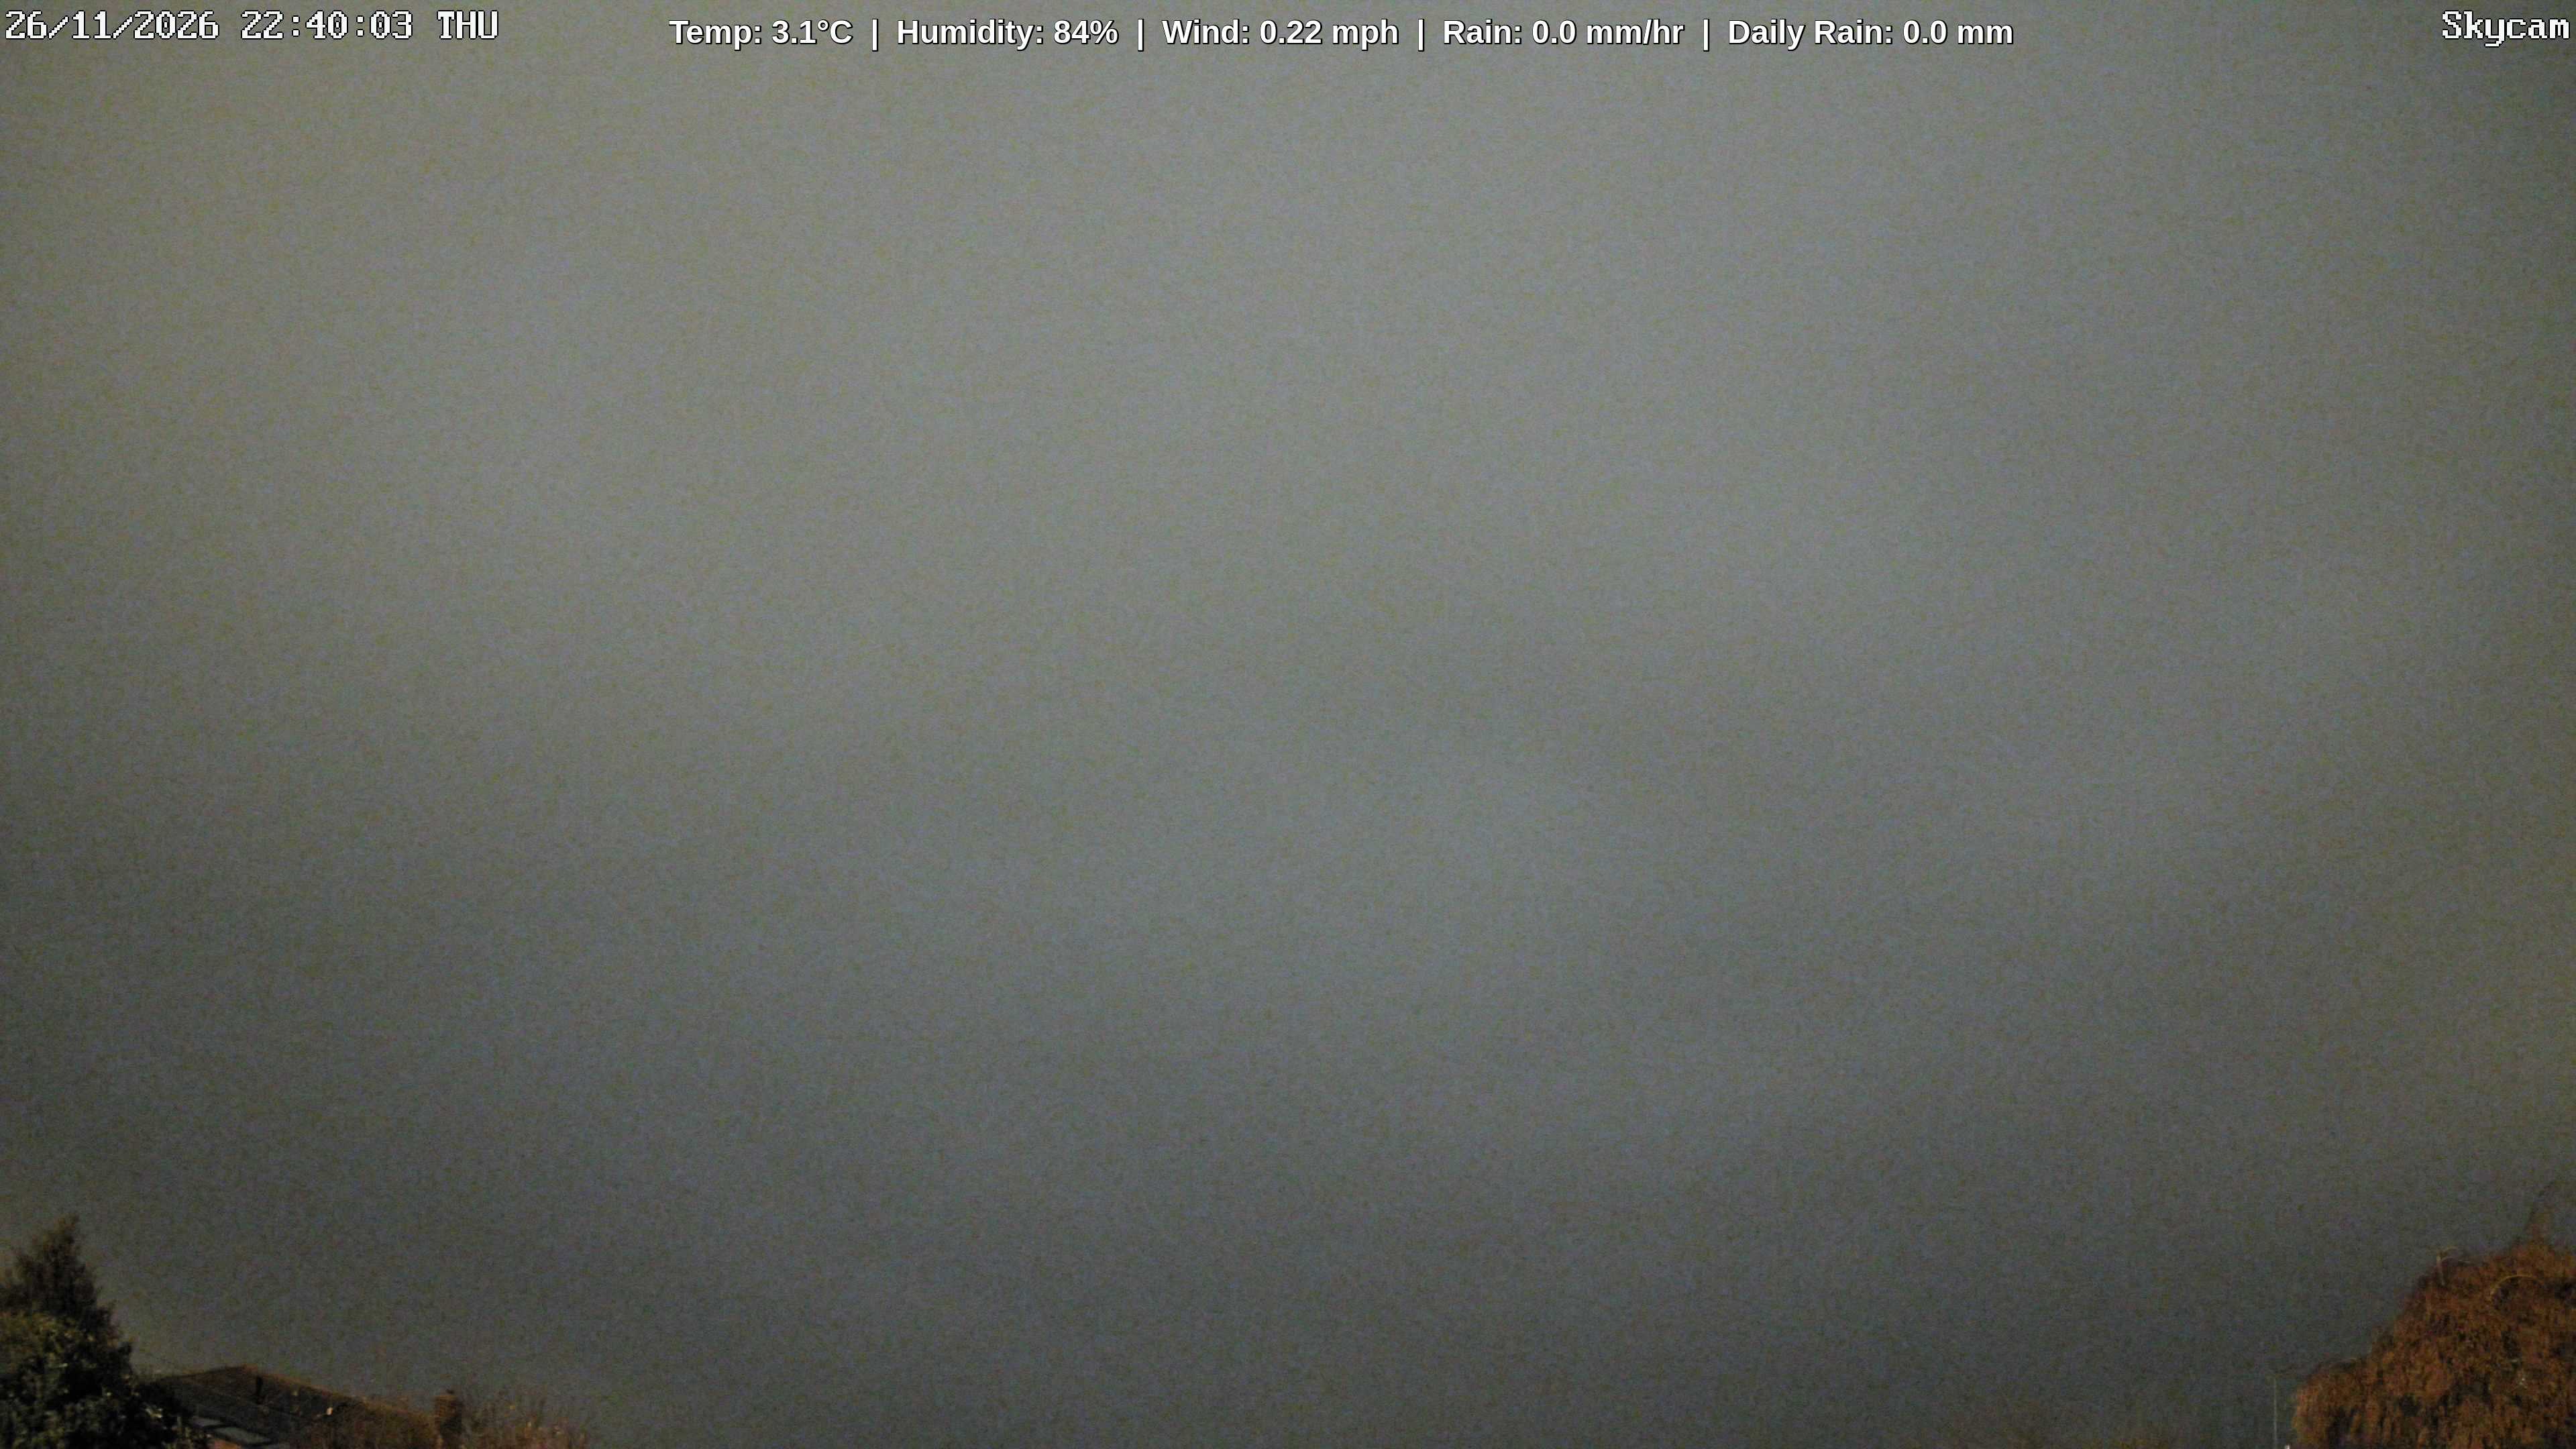 26/11/2026 22:40:03 THU
Temp: 3.1°C | Humidity: 84% | Wind: 0.22 mph | Rain: 0.0 mm/hr | Daily Rain: 0.0 mm
Skycam